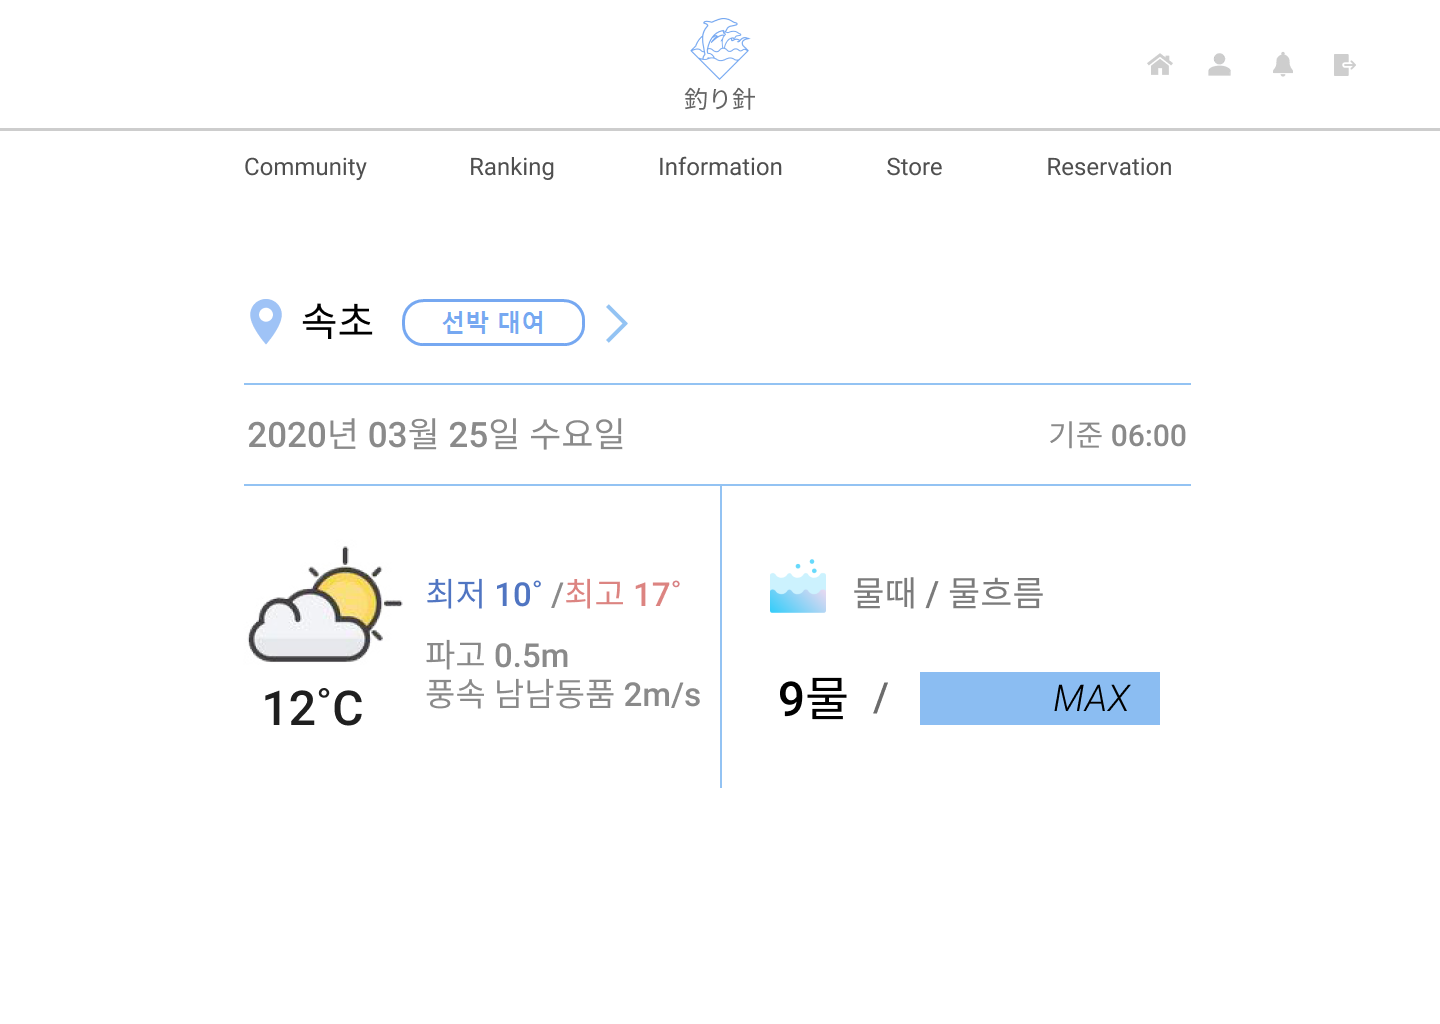 釣り針
Community Ranking Information Store Reservation
속초 선박 대여
2020년 03월 25일 수요일 기준 06:00
최저 10˚ /최고 17˚
파고 0.5m
풍속 남남동품 2m/s
12˚C
물때 / 물흐름
9물 / MAX